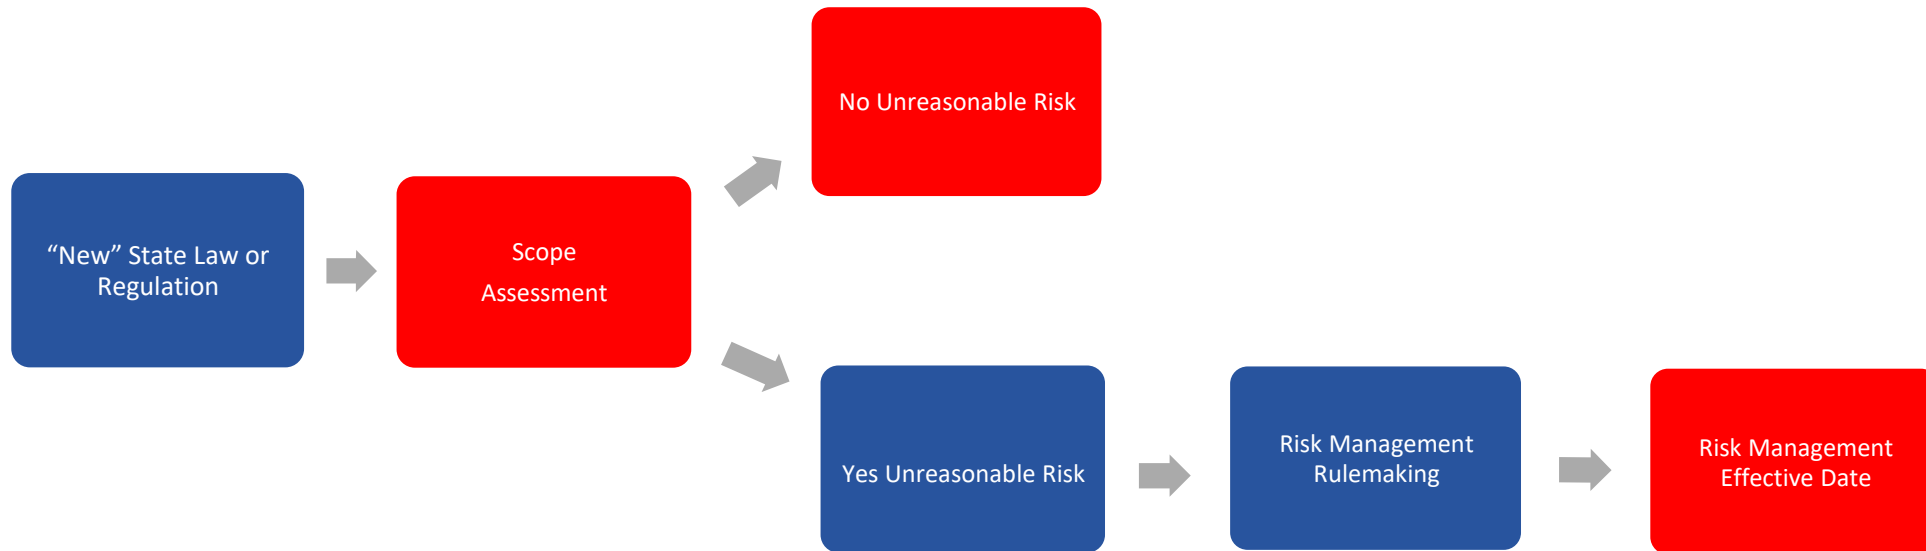 “New” State Law or
Regulation
Scope
Assessment
No Unreasonable Risk
Yes Unreasonable Risk
Risk Management
Rulemaking
Risk Management
Effective Date